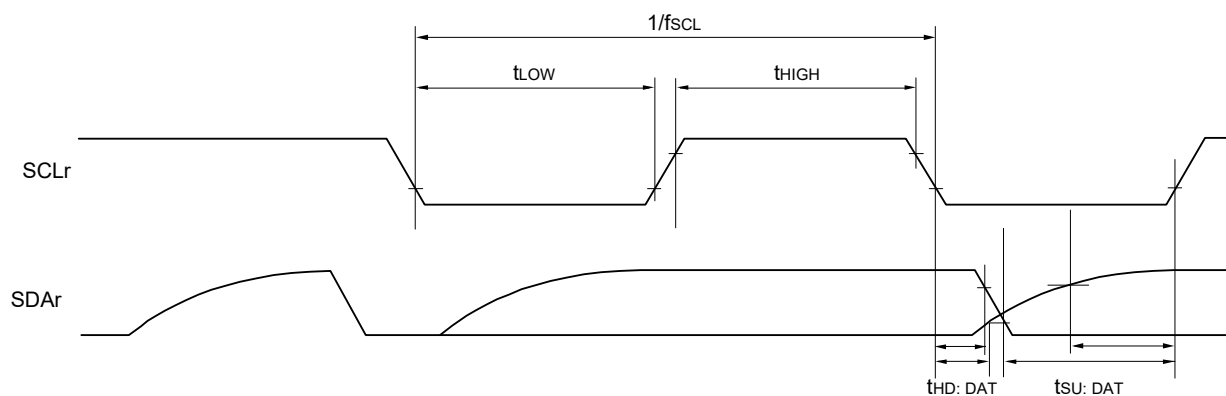 1/fSCL
tLOW
tHIGH
SCLr
SDAr
tHD: DAT
tSU: DAT